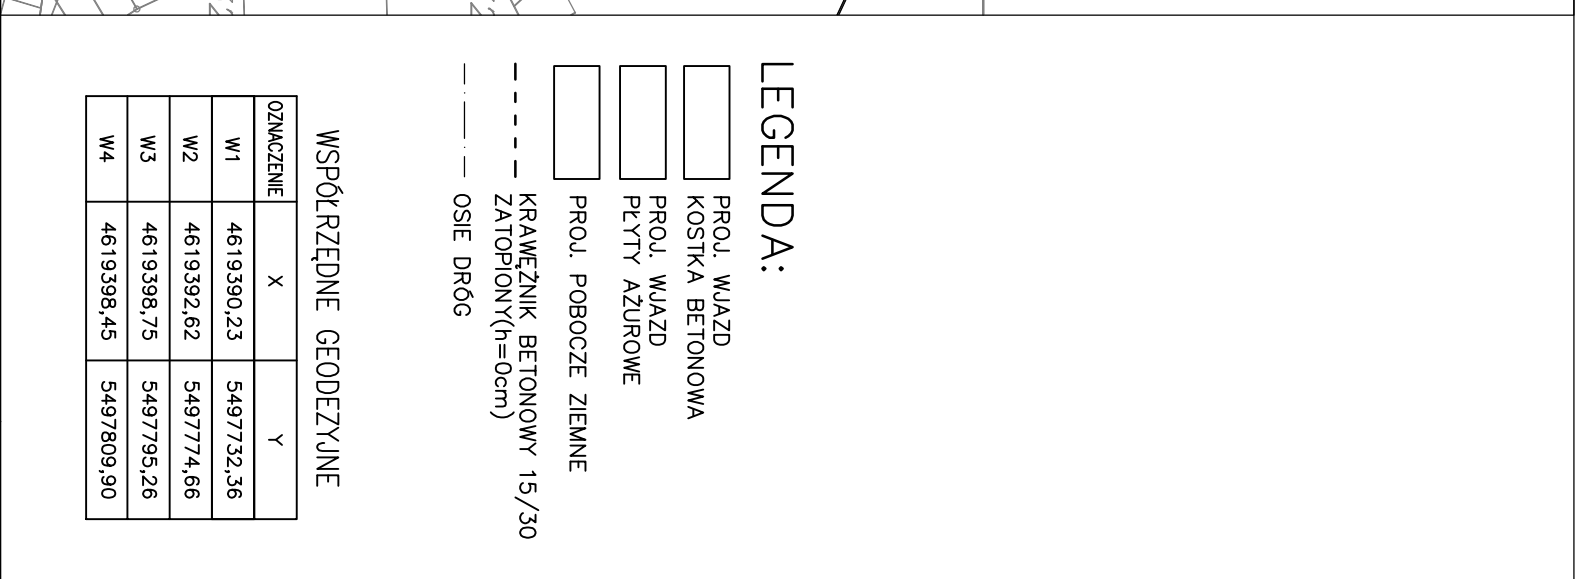 LEGENDA:
PROJ. WJAZD
KOSTKA BETONOWA
PROJ. WJAZD
PŁYTY AŻUROWE
PROJ. POBOCZE ZIEMNE
KRAWĘŻNIK BETONOWY 15/30
ZATOPIONY(h=0cm)
OSIE DRÓG
WSPÓŁRZĘDNE GEODEZYJNE
OZNACZENIE X Y
W1 4619390,23 5497732,36
W2 4619392,62 5497774,66
W3 4619398,75 5497795,26
W4 4619398,45 5497809,90